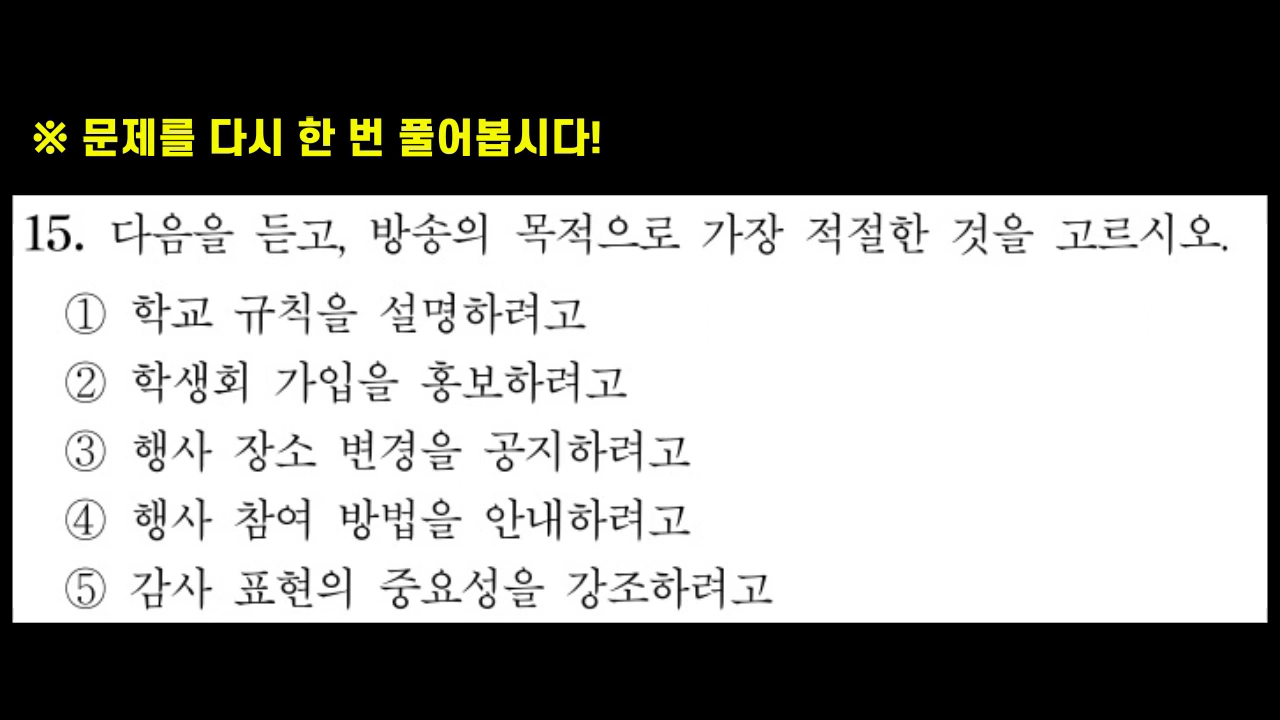 ※ 문제를 다시 한 번 풀어봅시다!
15. 다음을 듣고, 방송의 목적으로 가장 적절한 것을 고르시오.
① 학교 규칙을 설명하려고
② 학생회 가입을 홍보하려고
③ 행사 장소 변경을 공지하려고
④ 행사 참여 방법을 안내하려고
⑤ 감사 표현의 중요성을 강조하려고